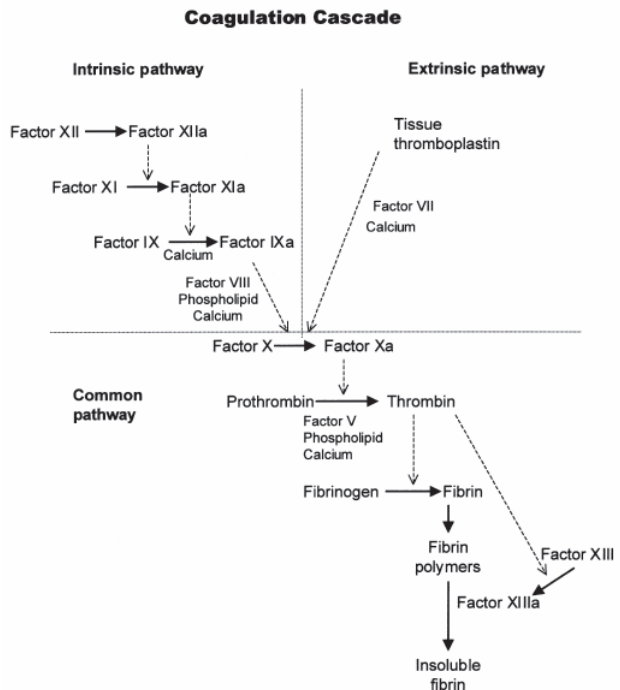 Coagulation Cascade
Intrinsic pathway
Extrinsic pathway
Factor XII
Factor XIIa
Factor XI
Factor XIa
Factor IX
Factor IXa
Calcium
Factor VIII
Phospholipid
Calcium
Tissue
thromboplastin
Factor VII
Calcium
Factor X
Factor Xa
Common
pathway
Prothrombin
Thrombin
Factor V
Phospholipid
Calcium
Fibrinogen
Fibrin
Fibrin
polymers
Factor XIII
Factor XIIIa
Insoluble
fibrin